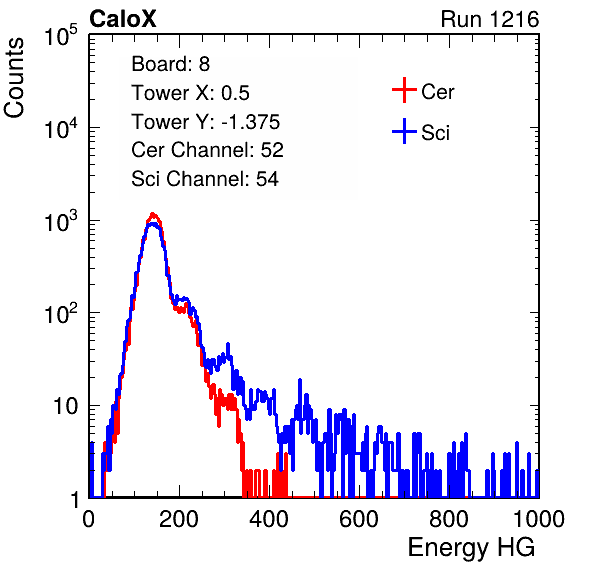 CaloX Run 1216
Counts
10^5
10^4
10^3
10^2
10
1
Board: 8
Tower X: 0.5
Tower Y: -1.375
Cer Channel: 52
Sci Channel: 54
Cer
Sci
0 200 400 600 800 1000
Energy HG